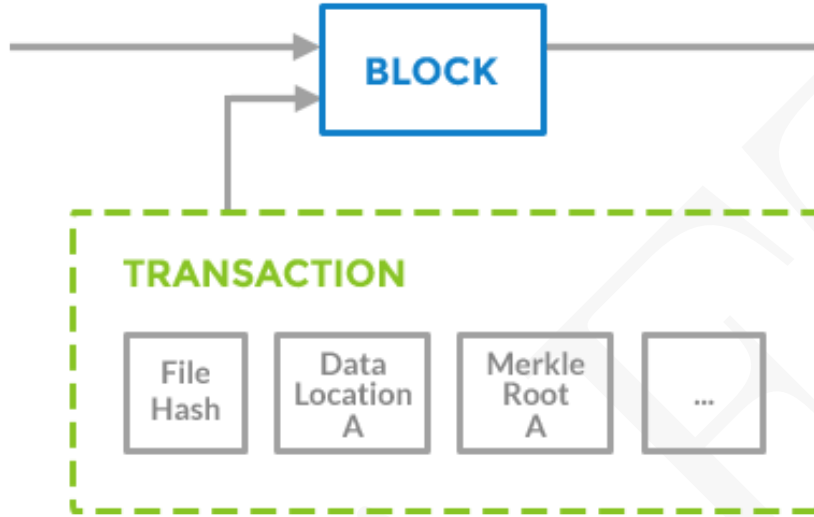 BLOCK
TRANSACTION
File
Hash
Data
Location
A
Merkle
Root
A
...